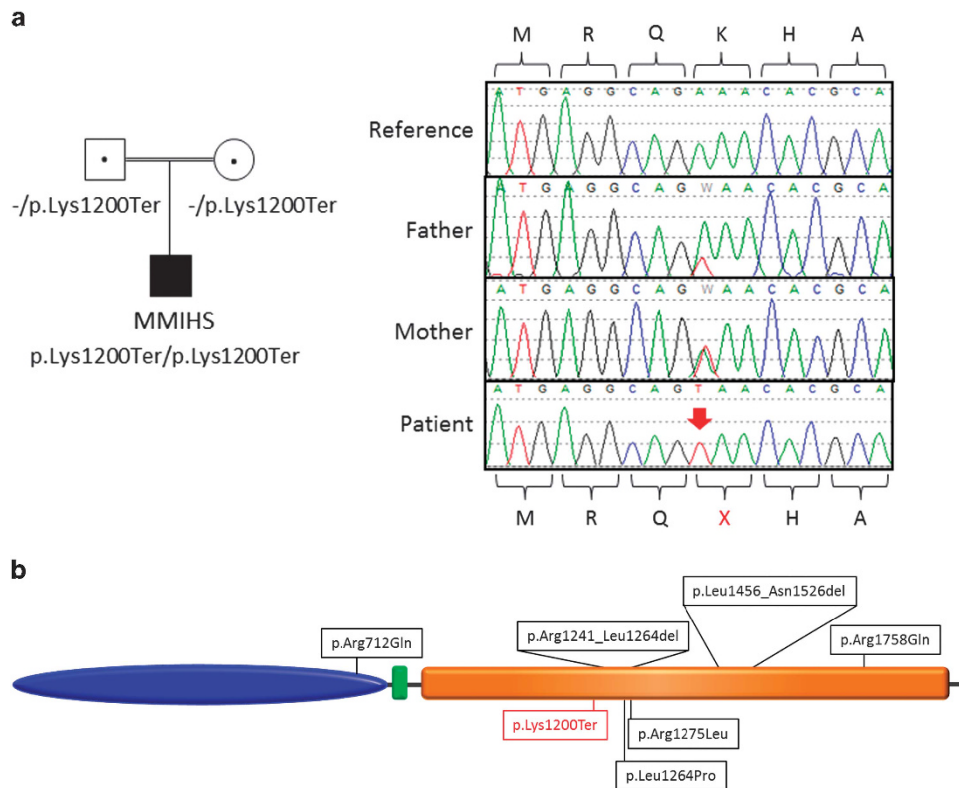 a
M R Q K H A
Reference
A T G A G G C A G A A A C A C G C A
-/p.Lys1200Ter -/p.Lys1200Ter
Father
A T G A G G C A G W A A C A C G C A
MMIHS
p.Lys1200Ter/p.Lys1200Ter
Mother
A T G A G G C A G W A A C A C G C A
Patient
A T G A G G C A G T A A C A C G C A
M R Q X H A
b
p.Leu1456_Asn1526del
p.Arg712Gln
p.Arg1241_Leu1264del
p.Arg1758Gln
p.Lys1200Ter
p.Arg1275Leu
p.Leu1264Pro